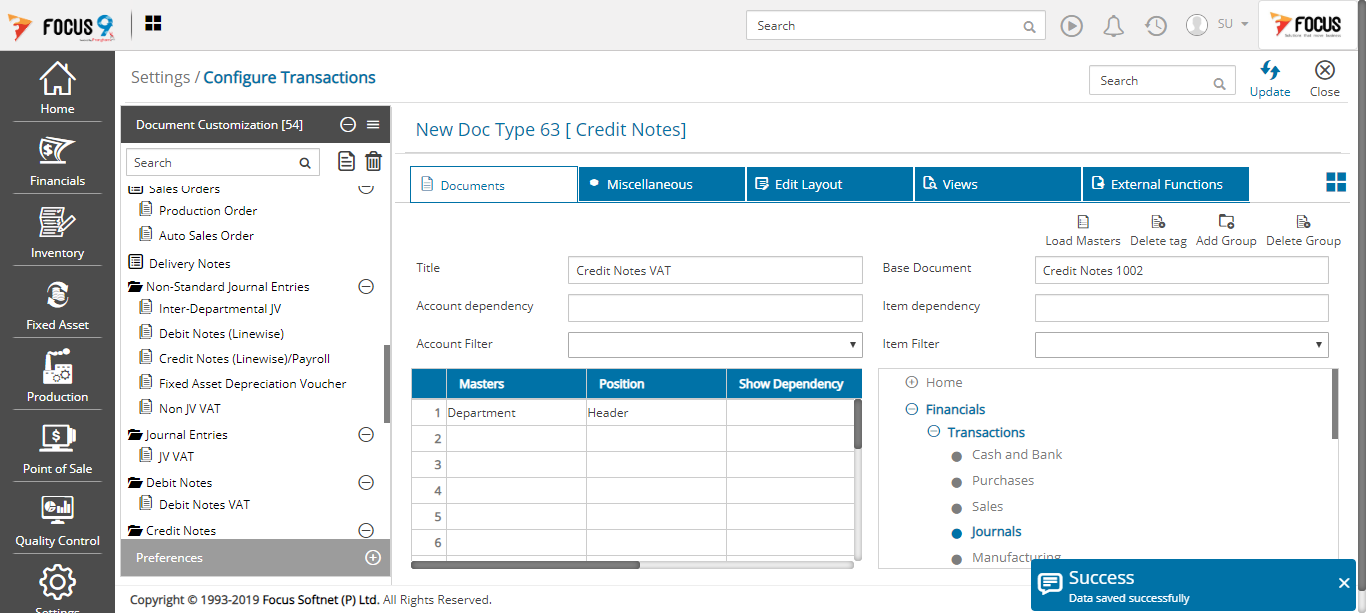 FOCUS 9
Search
SU
FOCUS
Settings / Configure Transactions
Search
Update
Close
Home
Financials
Inventory
Fixed Asset
Production
Point of Sale
Quality Control
Settings
Document Customization [54]
Search
Sales Orders
Production Order
Auto Sales Order
Delivery Notes
Non-Standard Journal Entries
Inter-Departmental JV
Debit Notes (Linewise)
Credit Notes (Linewise)/Payroll
Fixed Asset Depreciation Voucher
Non JV VAT
Journal Entries
JV VAT
Debit Notes
Debit Notes VAT
Credit Notes
Preferences
New Doc Type 63 [ Credit Notes]
Documents
Miscellaneous
Edit Layout
Views
External Functions
Load Masters
Delete tag
Add Group
Delete Group
Title
Credit Notes VAT
Base Document
Credit Notes 1002
Account dependency
Item dependency
Account Filter
Item Filter
Masters Position Show Dependency
1 Department Header
2
3
4
5
6
Home
Financials
Transactions
Cash and Bank
Purchases
Sales
Journals
Manufacturing
Success
Data saved successfully
Copyright © 1993-2019 Focus Softnet (P) Ltd. All Rights Reserved.